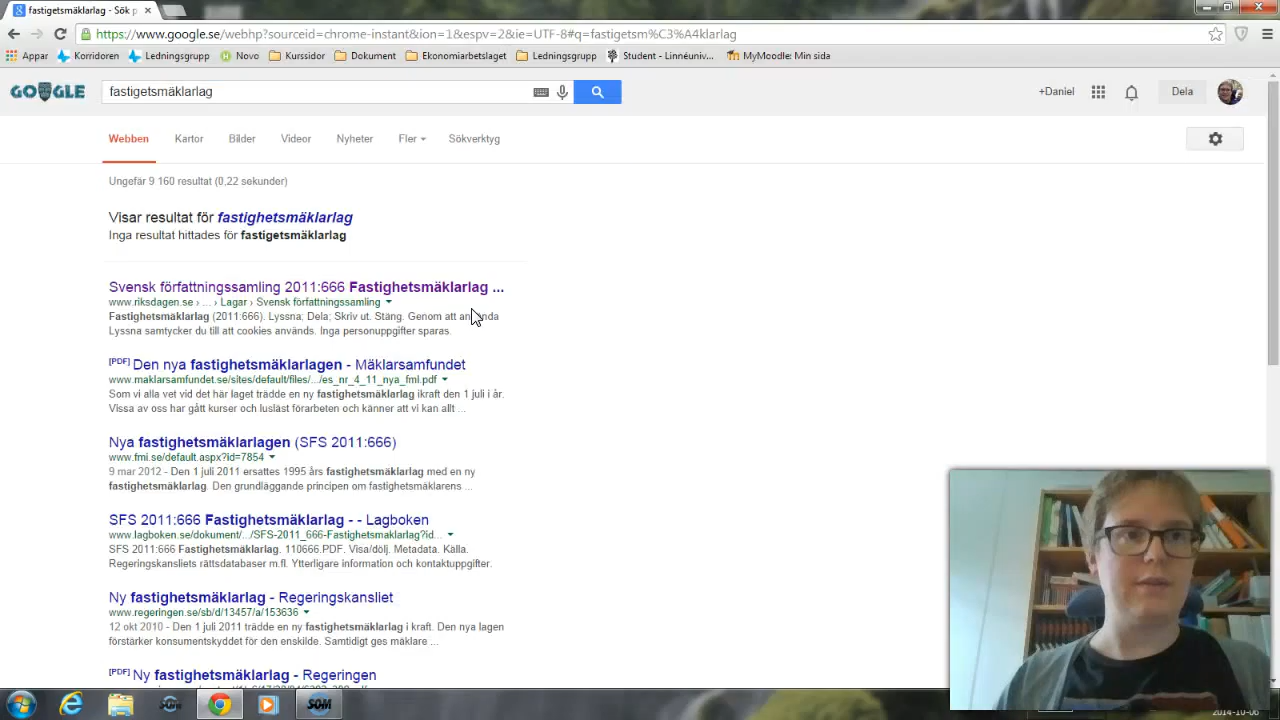 fastigetsmäklarlag - Sök p
https://www.google.se/webhp?sourceid=chrome-instant&ion=1&espv=2&ie=UTF-8#q=fastigetsm%C3%A4klarlag
Appar Korridoren Ledningsgrupp Novo Kurssidor Dokument Ekonomiarbetslaget Ledningsgrupp Student - Linnéuniv... MyMoodle: Min sida
GOOGLE fastigetsmäklarlag +Daniel Dela
Webben Kartor Bilder Videor Nyheter Fler Sökverktyg
Ungefär 9 160 resultat (0,22 sekunder)
Visar resultat för fastighetsmäklarlag
Inga resultat hittades för fastigetsmäklarlag
Svensk författningssamling 2011:666 Fastighetsmäklarlag ...
www.riksdagen.se › ... › Lagar › Svensk författningssamling
Fastighetsmäklarlag (2011:666). Lyssna; Dela; Skriv ut. Stäng. Genom att använda
Lyssna samtycker du till att cookies används. Inga personuppgifter sparas.
[PDF] Den nya fastighetsmäklarlagen - Mäklarsamfundet
www.maklarsamfundet.se/sites/default/files/.../es_nr_4_11_nya_fml.pdf
Som vi alla vet vid det här laget trädde en ny fastighetsmäklarlag ikraft den 1 juli i år.
Vissa av oss har gått kurser och lusläst förarbeten och känner att vi kan allt ...
Nya fastighetsmäklarlagen (SFS 2011:666)
www.fmi.se/default.aspx?id=7854
9 mar 2012 - Den 1 juli 2011 ersattes 1995 års fastighetsmäklarlag med en ny
fastighetsmäklarlag. Den grundläggande principen om fastighetsmäklarens ...
SFS 2011:666 Fastighetsmäklarlag - - Lagboken
www.lagboken.se/dokument/.../SFS-2011_666-Fastighetsmaklarlag?id...
SFS 2011:666 Fastighetsmäklarlag. 110666.PDF. Visa/dölj. Metadata. Källa.
Regeringskansliets rättsdatabaser m.fl. Ytterligare information och kontaktuppgifter.
Ny fastighetsmäklarlag - Regeringskansliet
www.regeringen.se/sb/d/13457/a/153636
12 okt 2010 - Den 1 juli 2011 trädde en ny fastighetsmäklarlag i kraft. Den nya lagen
förstärker konsumentskyddet för den enskilde. Samtidigt ges mäklare ...
[PDF] Ny fastighetsmäklarlag - Regeringen
SOM SOM
2014-10-06